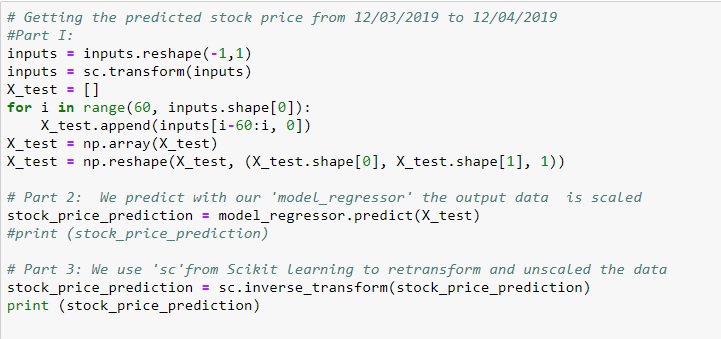 # Getting the predicted stock price from 12/03/2019 to 12/04/2019
#Part I:
inputs = inputs.reshape(-1,1)
inputs = sc.transform(inputs)
X_test = []
for i in range(60, inputs.shape[0]):
    X_test.append(inputs[i-60:i, 0])
X_test = np.array(X_test)
X_test = np.reshape(X_test, (X_test.shape[0], X_test.shape[1], 1))

# Part 2:  We predict with our 'model_regressor' the output data  is scaled
stock_price_prediction = model_regressor.predict(X_test)
#print (stock_price_prediction)

# Part 3: We use 'sc'from Scikit Learning to retransform and unscaled the data
stock_price_prediction = sc.inverse_transform(stock_price_prediction)
print (stock_price_prediction)